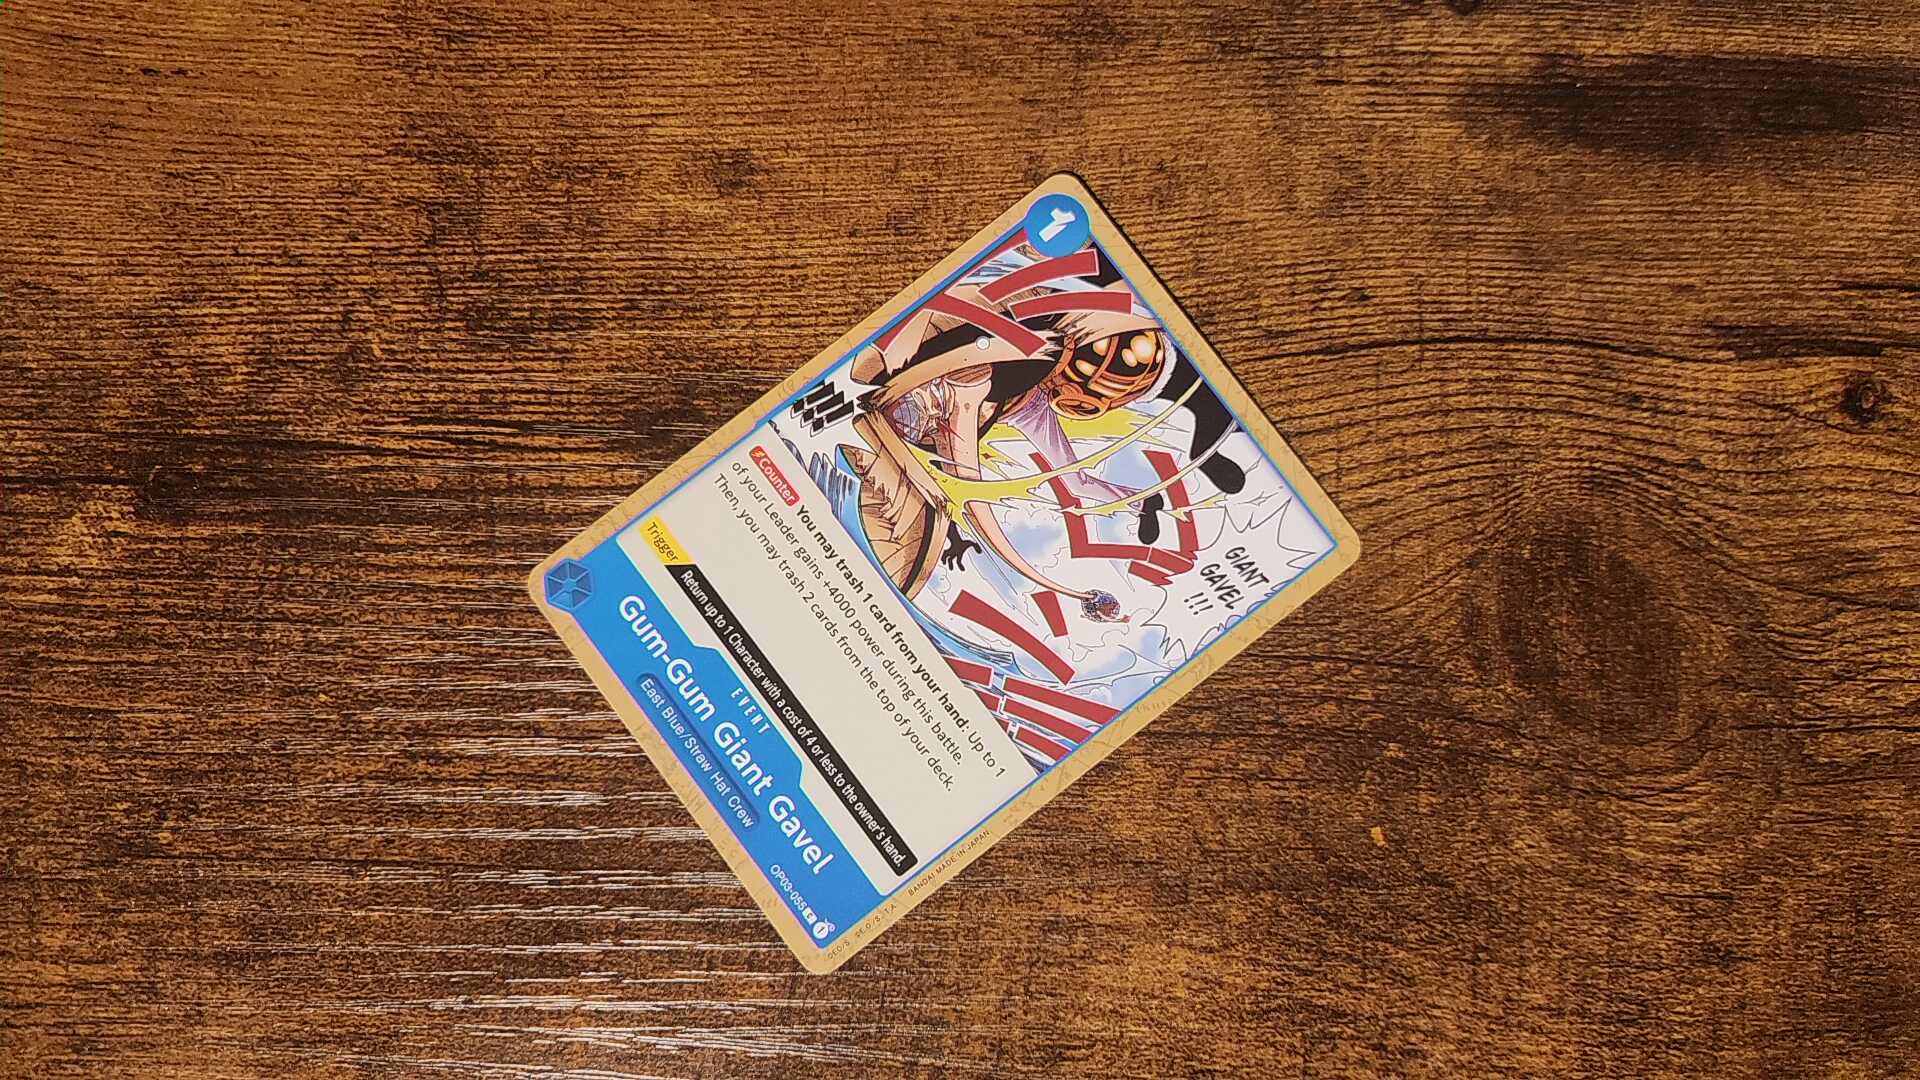 1
GIANT
GAVEL
!!!
Counter You may trash 1 card from your hand: Up to 1
of your Leader gains +4000 power during this battle.
Then, you may trash 2 cards from the top of your deck.
Trigger Return up to 1 Character with a cost of 4 or less to the owner's hand.
EVENT
Gum-Gum Giant Gavel
East Blue/Straw Hat Crew
OP03-055 C 1
BANDAI MADE IN JAPAN